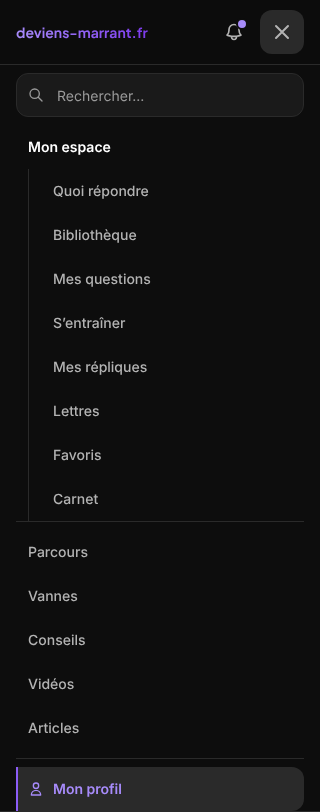 deviens-marrant.fr
Rechercher...
Mon espace
Quoi répondre
Bibliothèque
Mes questions
S’entraîner
Mes répliques
Lettres
Favoris
Carnet
Parcours
Vannes
Conseils
Vidéos
Articles
Mon profil